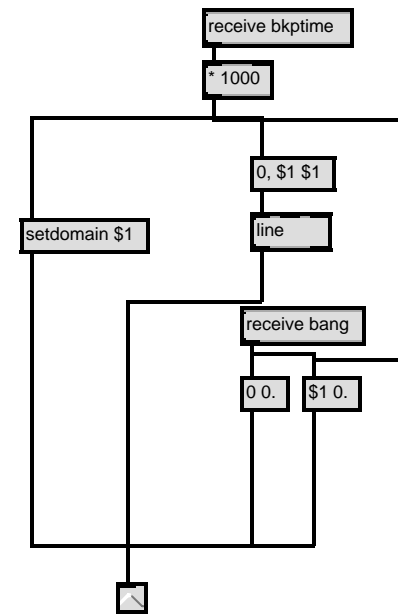 receive bkptime
* 1000
0, $1 $1
setdomain $1
line
receive bang
0 0.
$1 0.